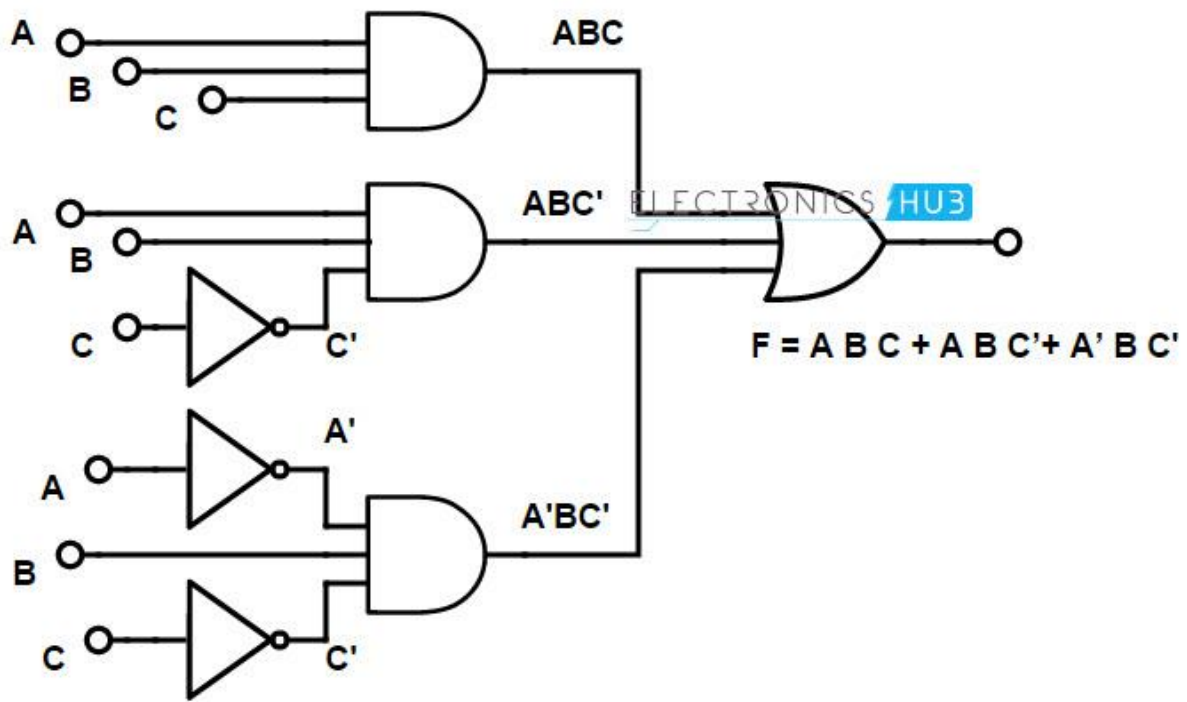 A
B
C
ABC
A
B
C
C'
ABC'
ELECTRONICS HUB
F = A B C + A B C’+ A’ B C'
A
A'
B
C
C'
A'BC'